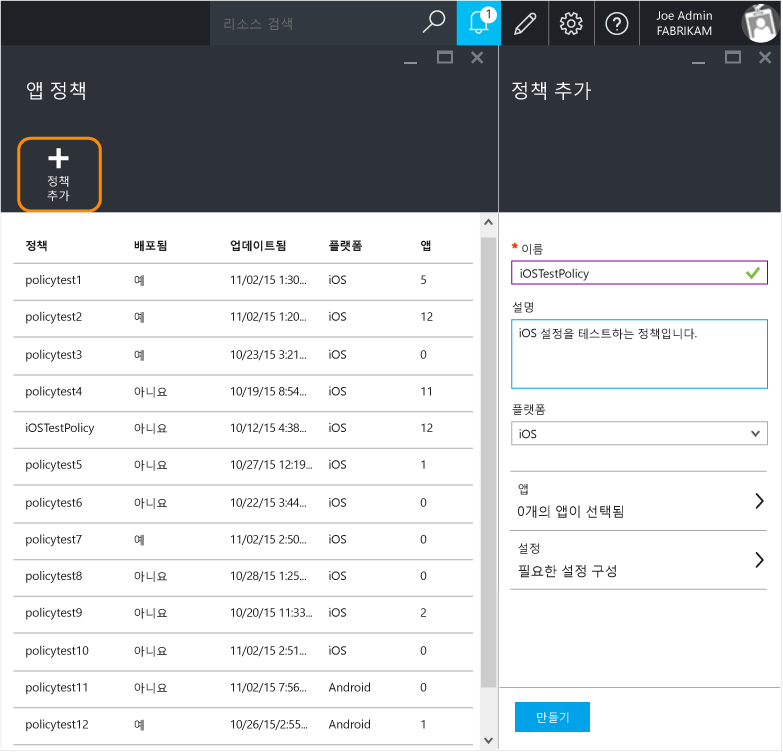 리소스 검색
1
Joe Admin
FABRIKAM
앱 정책
정책
추가
정책 배포됨 업데이트됨 플랫폼 앱
policytest1 예 11/02/15 1:30... iOS 5
policytest2 예 11/02/15 1:20... iOS 12
policytest3 예 10/23/15 3:21... iOS 0
policytest4 아니요 10/19/15 8:54... iOS 11
iOSTestPolicy 아니요 10/12/15 4:38... iOS 12
policytest5 아니요 10/27/15 12:19... iOS 1
policytest6 아니요 10/22/15 3:44... iOS 0
policytest7 예 11/02/15 2:50... iOS 0
policytest8 아니요 10/28/15 1:25... iOS 0
policytest9 아니요 10/20/15 11:33... iOS 2
policytest10 아니요 11/02/15 2:51... iOS 0
policytest11 아니요 11/02/15 7:56... Android 0
policytest12 예 10/26/15/2:55... Android 1
정책 추가
* 이름
iOSTestPolicy
설명
iOS 설정을 테스트하는 정책입니다.
플랫폼
iOS
앱
0개의 앱이 선택됨
설정
필요한 설정 구성
만들기